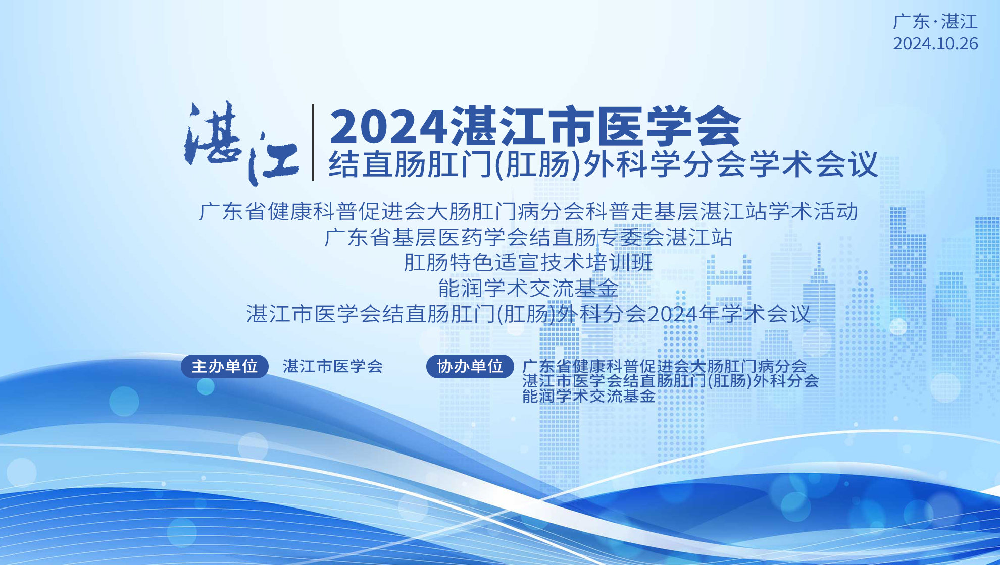 广东·湛江
2024.10.26
湛江
2024湛江市医学会
结直肠肛门(肛肠)外科学分会学术会议
广东省健康科普促进会大肠肛门病分会科普走基层湛江站学术活动
广东省基层医药学会结直肠专委会湛江站
肛肠特色适宜技术培训班
能润学术交流基金
湛江市医学会结直肠肛门(肛肠)外科分会2024年学术会议
主办单位 湛江市医学会
协办单位 广东省健康科普促进会大肠肛门病分会
湛江市医学会结直肠肛门(肛肠)外科分会
能润学术交流基金